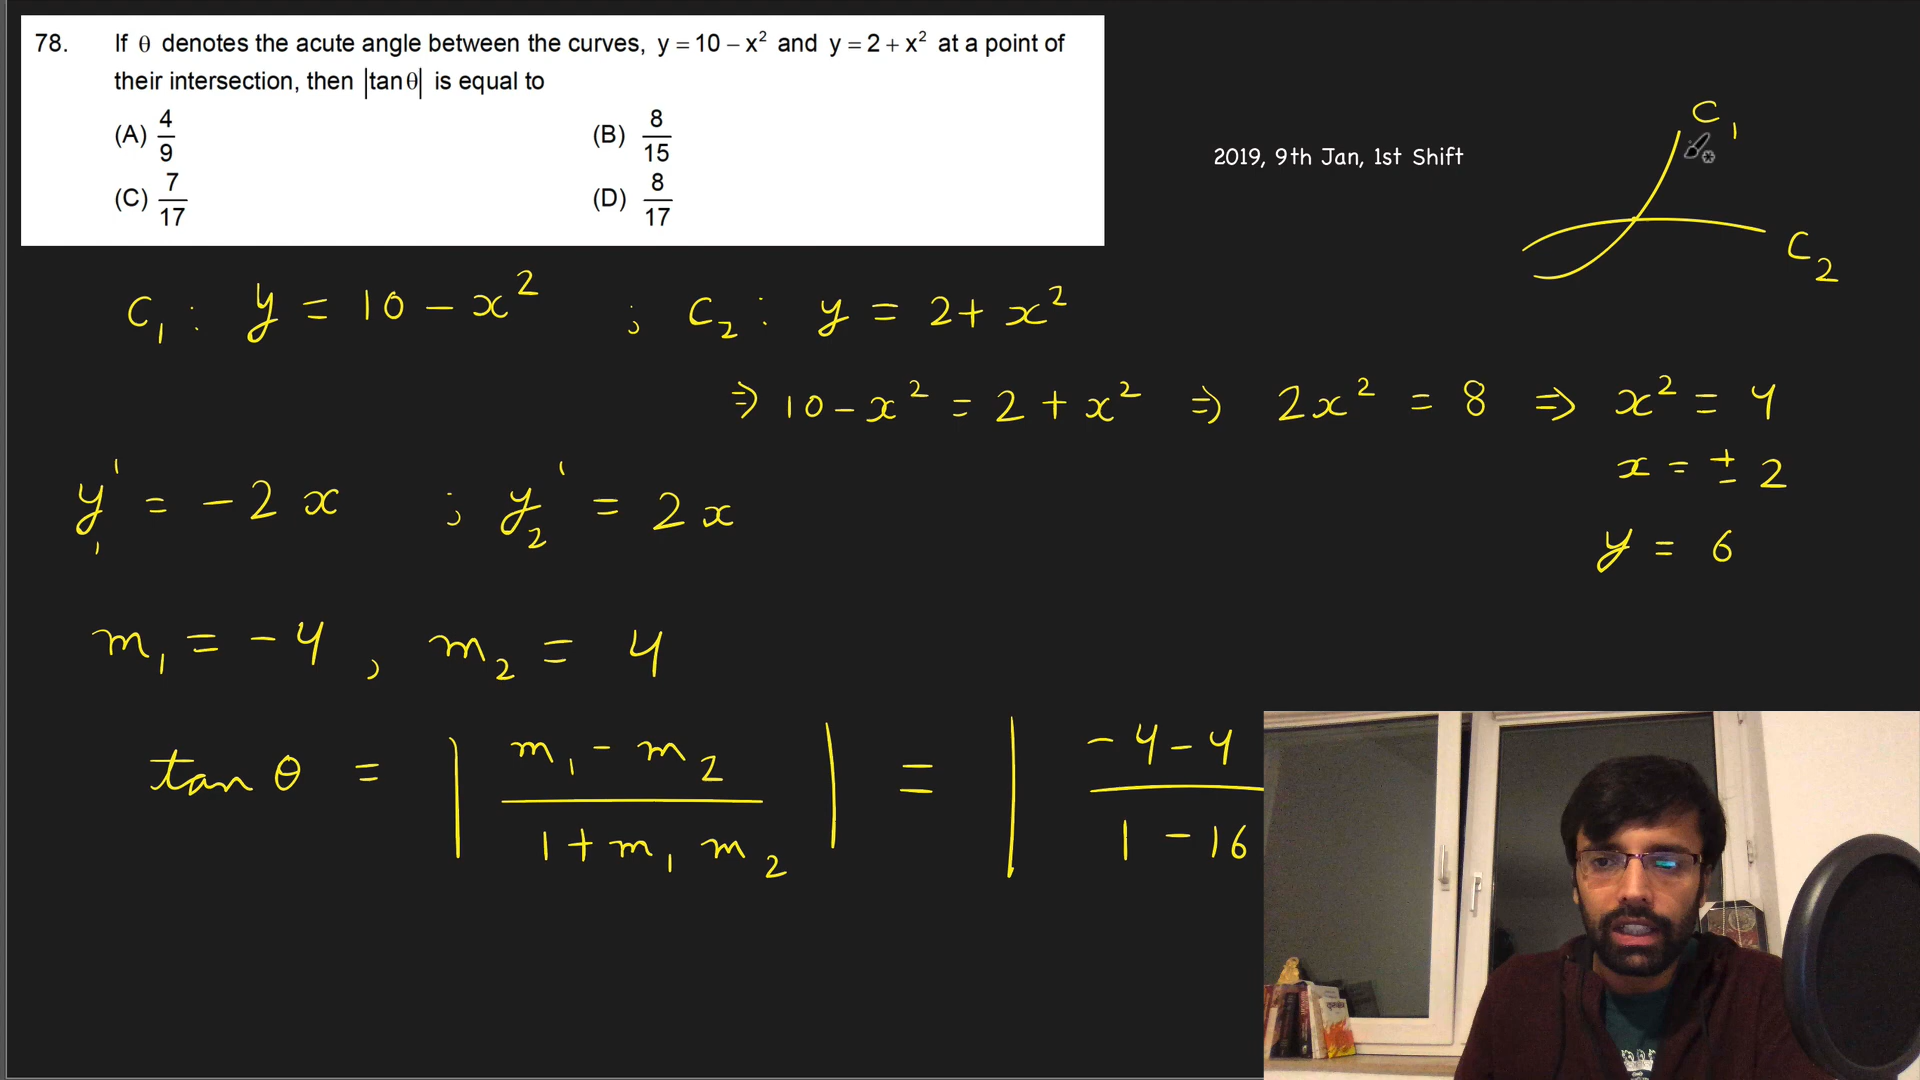 78. If θ denotes the acute angle between the curves, y = 10 – x² and y = 2 + x² at a point of
their intersection, then |tan θ| is equal to
(A) 4/9 (B) 8/15
(C) 7/17 (D) 8/17
2019, 9th Jan, 1st Shift
C₁
C₂
C₁ : y = 10 – x² ; C₂ : y = 2 + x²
⇒ 10 – x² = 2 + x² ⇒ 2x² = 8 ⇒ x² = 4
x = ± 2
y₁' = – 2x ; y₂' = 2x
y = 6
m₁ = – 4 , m₂ = 4
tan θ = | (m₁ – m₂)/(1 + m₁ m₂) | = | (– 4 – 4)/(1 – 16)